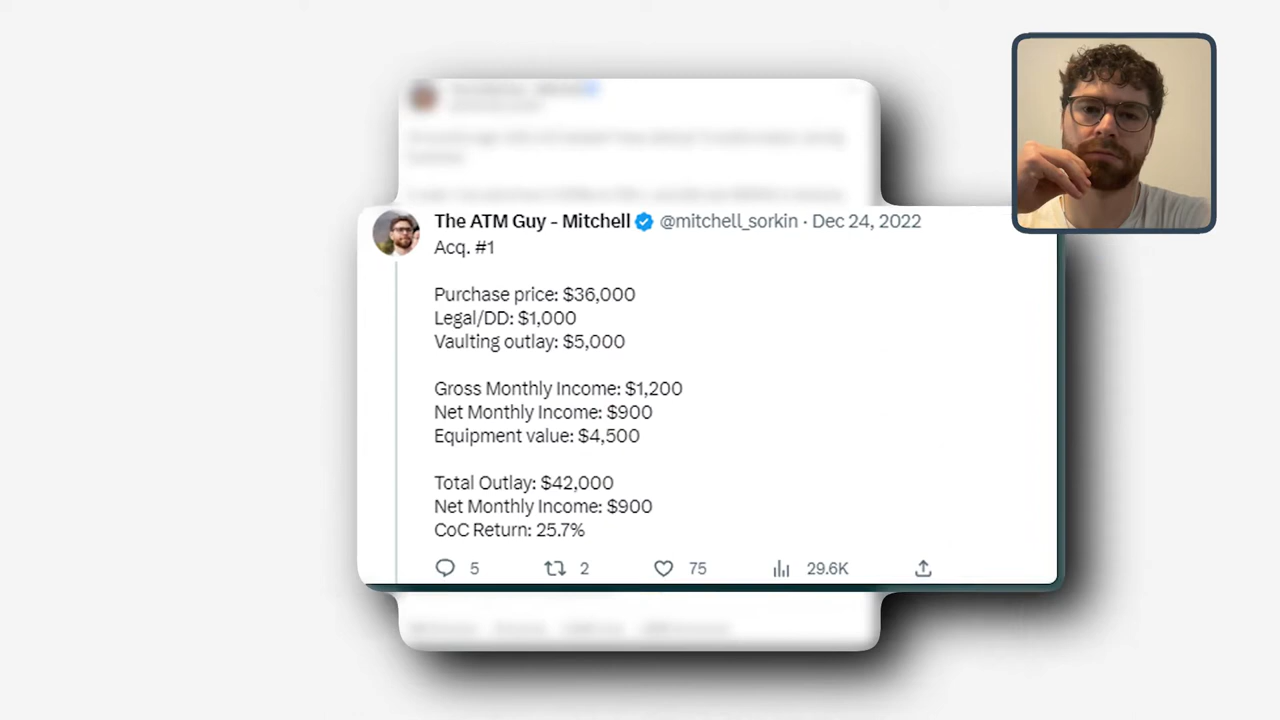 The ATM Guy - Mitchell @mitchell_sorkin · Dec 24, 2022
Acq. #1
Purchase price: $36,000
Legal/DD: $1,000
Vaulting outlay: $5,000
Gross Monthly Income: $1,200
Net Monthly Income: $900
Equipment value: $4,500
Total Outlay: $42,000
Net Monthly Income: $900
CoC Return: 25.7%
5 2 75 29.6K